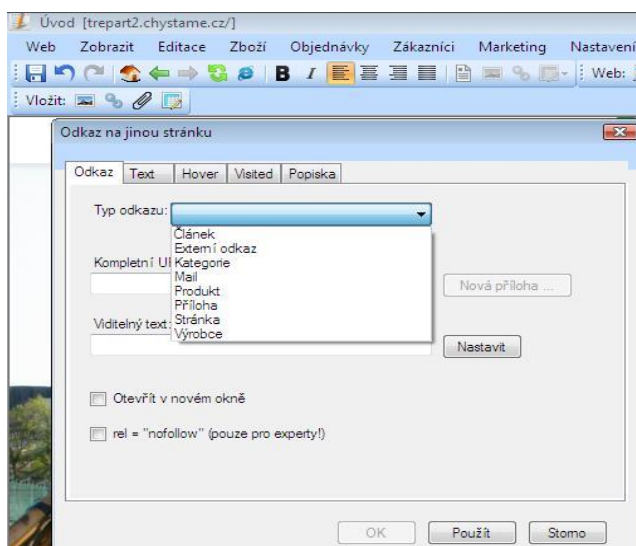 Úvod [trepart2.chystame.cz/]
Web Zobrazit Editace Zboží Objednávky Zákazníci Marketing Nastavení
B I Web:
Vložit:
Odkaz na jinou stránku
Odkaz Text Hover Visited Popiska
Typ odkazu:
Článek
Externí odkaz
Kompletní UR Kategorie
Mail
Produkt
Nová příloha ...
Příloha
Viditelný text: Stránka
Výrobce
Nastavit
Otevřít v novém okně
rel = "nofollow" (pouze pro experty!)
OK Použít Storno